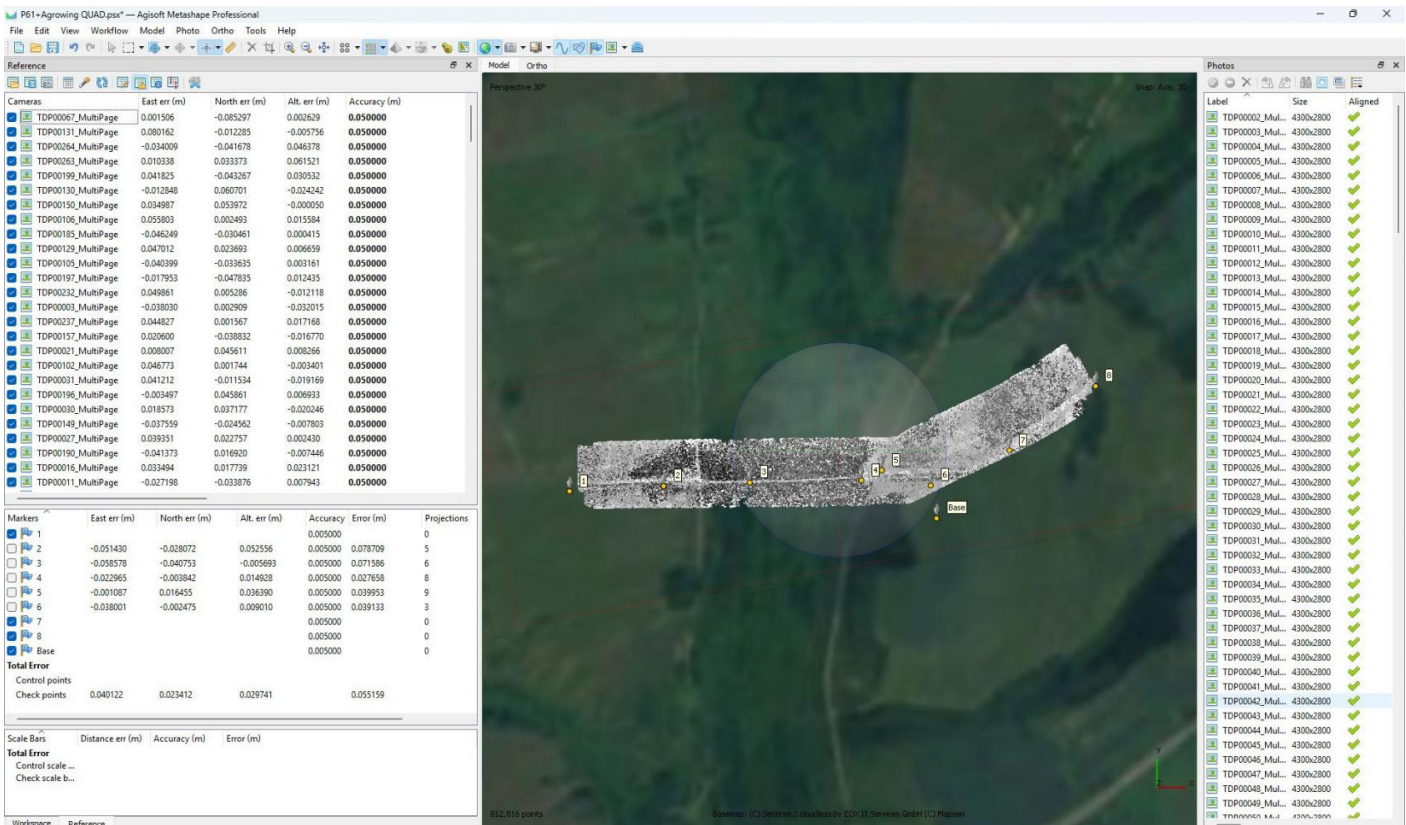 P61+Agrowing QUAD.psx* — Agisoft Metashape Professional
File Edit View Workflow Model Photo Ortho Tools Help
Reference
Cameras East err (m) North err (m) Alt. err (m) Accuracy (m)
TDP00067_MultiPage 0.001506 -0.085297 0.002629 0.050000
TDP00131_MultiPage 0.080162 -0.012285 -0.005756 0.050000
TDP00264_MultiPage -0.034009 -0.041678 0.046378 0.050000
TDP00263_MultiPage 0.010338 0.033373 0.061521 0.050000
TDP00199_MultiPage 0.041825 -0.043267 0.030532 0.050000
TDP00130_MultiPage -0.012848 0.060701 -0.024242 0.050000
TDP00150_MultiPage 0.034987 0.053972 -0.000050 0.050000
TDP00106_MultiPage 0.055803 0.002493 0.015584 0.050000
TDP00185_MultiPage -0.046249 -0.030461 0.000415 0.050000
TDP00129_MultiPage 0.047012 0.023693 0.006659 0.050000
TDP00105_MultiPage -0.040399 -0.033635 0.003161 0.050000
TDP00197_MultiPage -0.017953 -0.047835 0.012435 0.050000
TDP00232_MultiPage 0.049861 0.005286 -0.012118 0.050000
TDP00003_MultiPage -0.038030 0.002909 -0.032015 0.050000
TDP00237_MultiPage 0.044827 0.001567 0.017168 0.050000
TDP00157_MultiPage 0.020600 -0.038832 -0.016770 0.050000
TDP00021_MultiPage 0.008007 0.045611 0.008266 0.050000
TDP00102_MultiPage 0.046773 0.001744 -0.003401 0.050000
TDP00031_MultiPage 0.041212 -0.011534 -0.019169 0.050000
TDP00196_MultiPage -0.003497 0.045861 0.006933 0.050000
TDP00030_MultiPage 0.018573 0.037177 -0.020246 0.050000
TDP00149_MultiPage -0.037559 -0.024562 -0.007803 0.050000
TDP00027_MultiPage 0.039351 0.022757 0.002430 0.050000
TDP00190_MultiPage -0.041373 0.016920 -0.007446 0.050000
TDP00016_MultiPage 0.033494 0.017739 0.023121 0.050000
TDP00011_MultiPage -0.027198 -0.033876 0.007943 0.050000
Markers East err (m) North err (m) Alt. err (m) Accuracy Error (m) Projections
1 0.005000 0
2 -0.051430 -0.028072 0.052556 0.005000 0.078709 5
3 -0.058578 -0.040753 -0.005693 0.005000 0.071586 6
4 -0.022965 -0.003842 0.014928 0.005000 0.027658 8
5 -0.001087 0.016455 0.036390 0.005000 0.039953 9
6 -0.038001 -0.002475 0.009010 0.005000 0.039133 3
7 0.005000 0
8 0.005000 0
Base 0.005000 0
Total Error
Control points
Check points 0.040122 0.023412 0.029741 0.055159
Scale Bars Distance err (m) Accuracy (m) Error (m)
Total Error
Control scale ...
Check scale b...
Workspace Reference
Model Ortho
Perspective 30°
Snap: Axis, 3D
1
2
3
4
5
6
7
8
Base
Y
Z X
812,816 points
Basemap: (C) Sentinel-2 cloudless by EOX IT Services GmbH (C) Mapzen
Photos
Label Size Aligned
TDP00002_Mul... 4300x2800
TDP00003_Mul... 4300x2800
TDP00004_Mul... 4300x2800
TDP00005_Mul... 4300x2800
TDP00006_Mul... 4300x2800
TDP00007_Mul... 4300x2800
TDP00008_Mul... 4300x2800
TDP00009_Mul... 4300x2800
TDP00010_Mul... 4300x2800
TDP00011_Mul... 4300x2800
TDP00012_Mul... 4300x2800
TDP00013_Mul... 4300x2800
TDP00014_Mul... 4300x2800
TDP00015_Mul... 4300x2800
TDP00016_Mul... 4300x2800
TDP00017_Mul... 4300x2800
TDP00018_Mul... 4300x2800
TDP00019_Mul... 4300x2800
TDP00020_Mul... 4300x2800
TDP00021_Mul... 4300x2800
TDP00022_Mul... 4300x2800
TDP00023_Mul... 4300x2800
TDP00024_Mul... 4300x2800
TDP00025_Mul... 4300x2800
TDP00026_Mul... 4300x2800
TDP00027_Mul... 4300x2800
TDP00028_Mul... 4300x2800
TDP00029_Mul... 4300x2800
TDP00030_Mul... 4300x2800
TDP00031_Mul... 4300x2800
TDP00032_Mul... 4300x2800
TDP00033_Mul... 4300x2800
TDP00034_Mul... 4300x2800
TDP00035_Mul... 4300x2800
TDP00036_Mul... 4300x2800
TDP00037_Mul... 4300x2800
TDP00038_Mul... 4300x2800
TDP00039_Mul... 4300x2800
TDP00040_Mul... 4300x2800
TDP00041_Mul... 4300x2800
TDP00042_Mul... 4300x2800
TDP00043_Mul... 4300x2800
TDP00044_Mul... 4300x2800
TDP00045_Mul... 4300x2800
TDP00046_Mul... 4300x2800
TDP00047_Mul... 4300x2800
TDP00048_Mul... 4300x2800
TDP00049_Mul... 4300x2800
TDP00050_Mul... 4300x2800